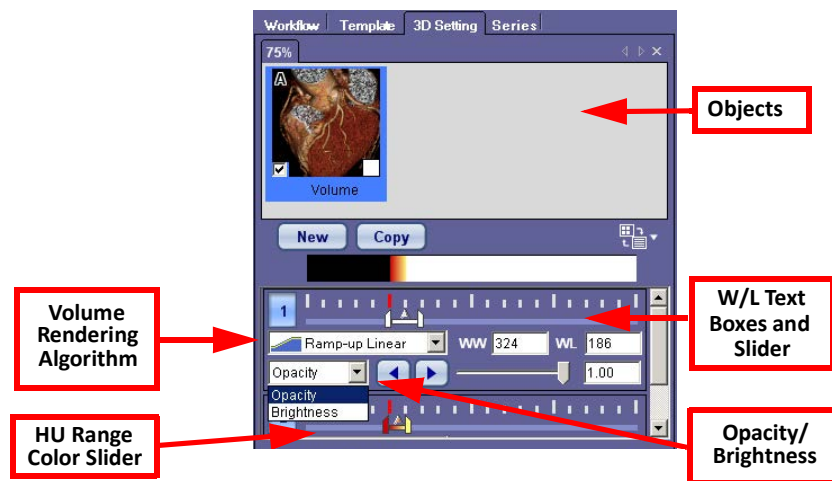 Workflow Template 3D Setting Series
75%
A
Volume
Objects
New Copy
1
Volume
Rendering
Algorithm
W/L Text
Boxes and
Slider
Ramp-up Linear WW 324 WL 186
Opacity 1.00
Opacity
Brightness
HU Range
Color Slider
Opacity/
Brightness